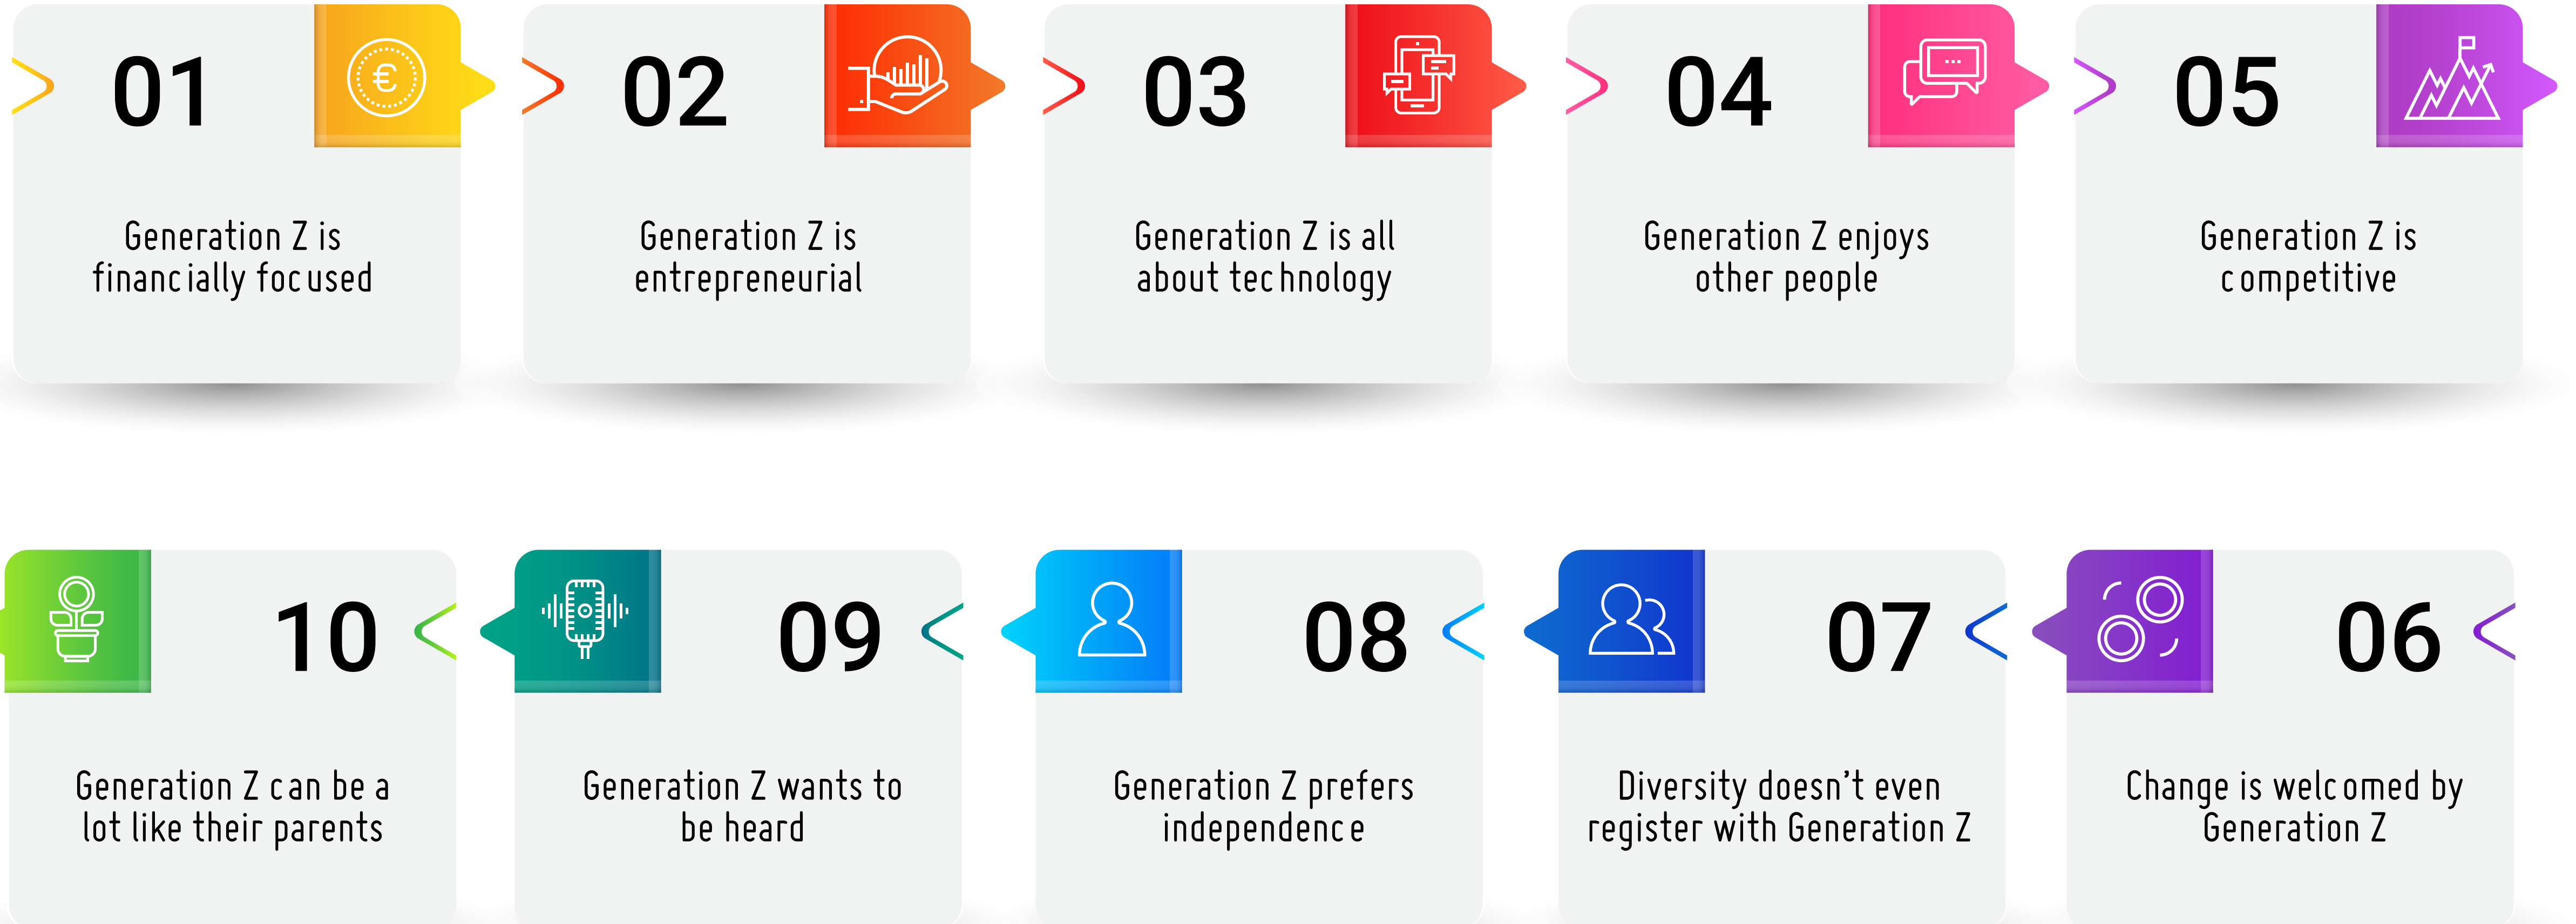 01
Generation Z is
financially focused
02
Generation Z is
entrepreneurial
03
Generation Z is all
about technology
04
Generation Z enjoys
other people
05
Generation Z is
competitive
10
Generation Z can be a
lot like their parents
09
Generation Z wants to
be heard
08
Generation Z prefers
independence
07
Diversity doesn’t even
register with Generation Z
06
Change is welcomed by
Generation Z